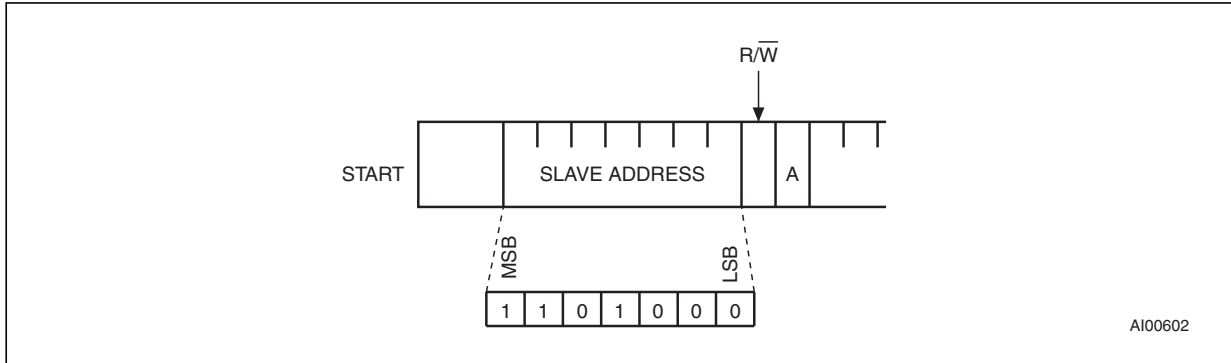 R/W̅
START
SLAVE ADDRESS
A
MSB
LSB
1 1 0 1 0 0 0
AI00602